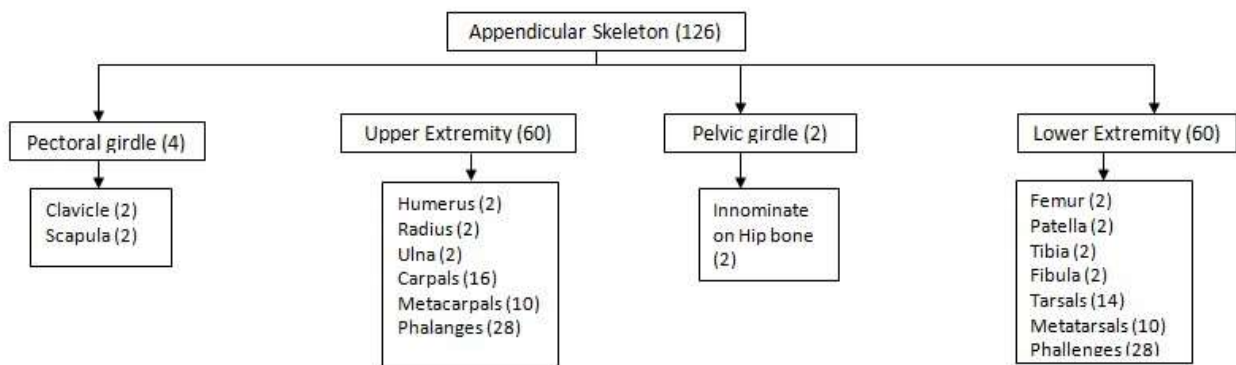 Appendicular Skeleton (126)
Pectoral girdle (4)
Clavicle (2)
Scapula (2)
Upper Extremity (60)
Humerus (2)
Radius (2)
Ulna (2)
Carpals (16)
Metacarpals (10)
Phalanges (28)
Pelvic girdle (2)
Innominate
on Hip bone
(2)
Lower Extremity (60)
Femur (2)
Patella (2)
Tibia (2)
Fibula (2)
Tarsals (14)
Metatarsals (10)
Phallenges (28)